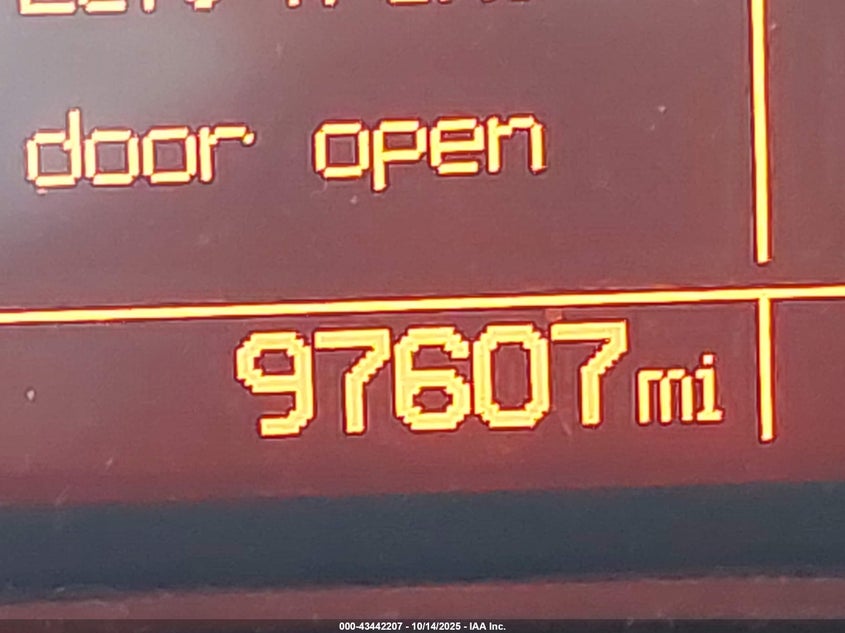 door open
97607 mi
000-43442207 - 10/14/2025 - IAA Inc.